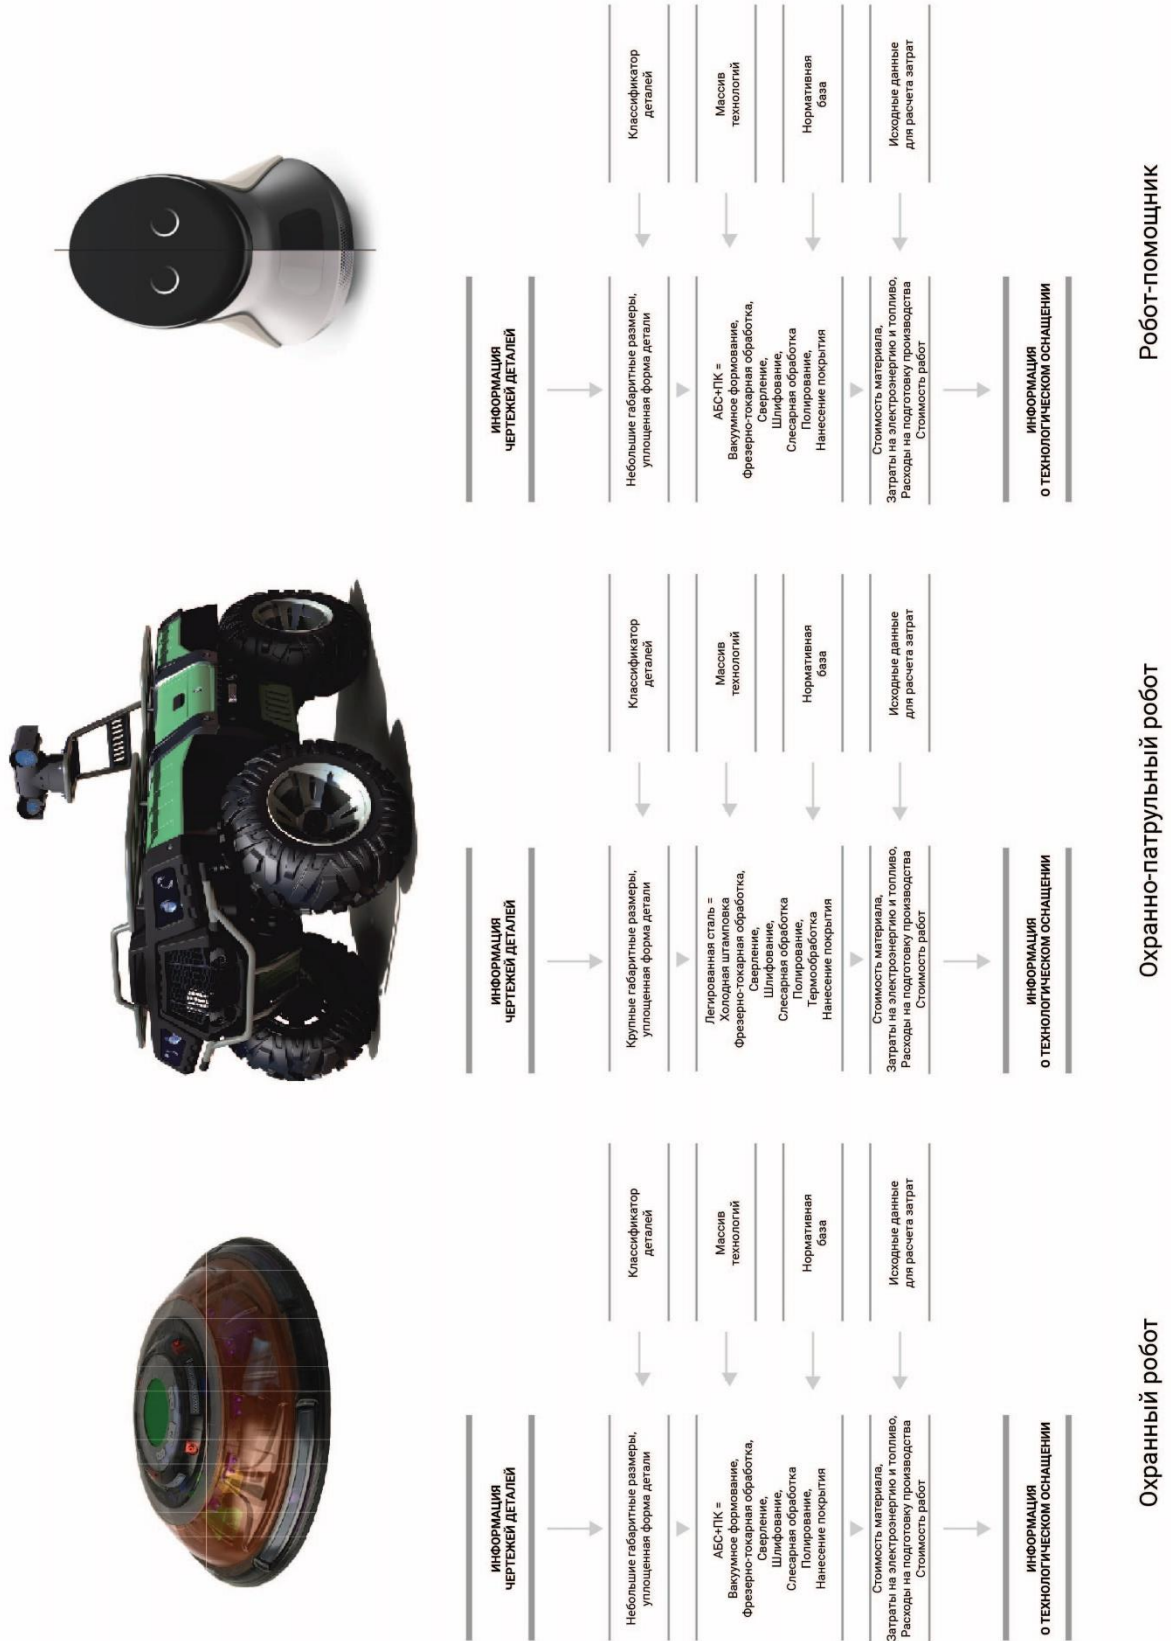 ИНФОРМАЦИЯ
ЧЕРТЕЖЕЙ ДЕТАЛЕЙ
Небольшие габаритные размеры,
уплощенная форма детали
Классификатор
деталей
АБС+ПК =
Вакуумное формование,
Фрезерно-токарная обработка,
Сверление,
Шлифование,
Слесарная обработка
Полирование,
Нанесение покрытия
Массив
технологий
Нормативная
база
Стоимость материала,
Затраты на электроэнергию и топливо,
Расходы на подготовку производства
Стоимость работ
Исходные данные
для расчета затрат
ИНФОРМАЦИЯ
О ТЕХНОЛОГИЧЕСКОМ ОСНАЩЕНИИ
Охранный робот
ИНФОРМАЦИЯ
ЧЕРТЕЖЕЙ ДЕТАЛЕЙ
Крупные габаритные размеры,
уплощенная форма детали
Классификатор
деталей
Легированная сталь =
Холодная штамповка
Фрезерно-токарная обработка,
Сверление,
Шлифование,
Слесарная обработка
Полирование,
Термообработка
Нанесение покрытия
Массив
технологий
Нормативная
база
Стоимость материала,
Затраты на электроэнергию и топливо,
Расходы на подготовку производства
Стоимость работ
Исходные данные
для расчета затрат
ИНФОРМАЦИЯ
О ТЕХНОЛОГИЧЕСКОМ ОСНАЩЕНИИ
Охранно-патрульный робот
ИНФОРМАЦИЯ
ЧЕРТЕЖЕЙ ДЕТАЛЕЙ
Небольшие габаритные размеры,
уплощенная форма детали
Классификатор
деталей
АБС+ПК =
Вакуумное формование,
Фрезерно-токарная обработка,
Сверление,
Шлифование,
Слесарная обработка
Полирование,
Нанесение покрытия
Массив
технологий
Нормативная
база
Стоимость материала,
Затраты на электроэнергию и топливо,
Расходы на подготовку производства
Стоимость работ
Исходные данные
для расчета затрат
ИНФОРМАЦИЯ
О ТЕХНОЛОГИЧЕСКОМ ОСНАЩЕНИИ
Робот-помощник